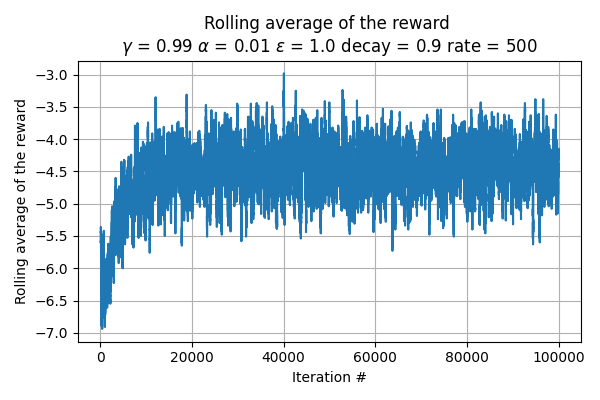 Rolling average of the reward
γ = 0.99 α = 0.01 ε = 1.0 decay = 0.9 rate = 500
Rolling average of the reward
−3.0
−3.5
−4.0
−4.5
−5.0
−5.5
−6.0
−6.5
−7.0
0 20000 40000 60000 80000 100000
Iteration #